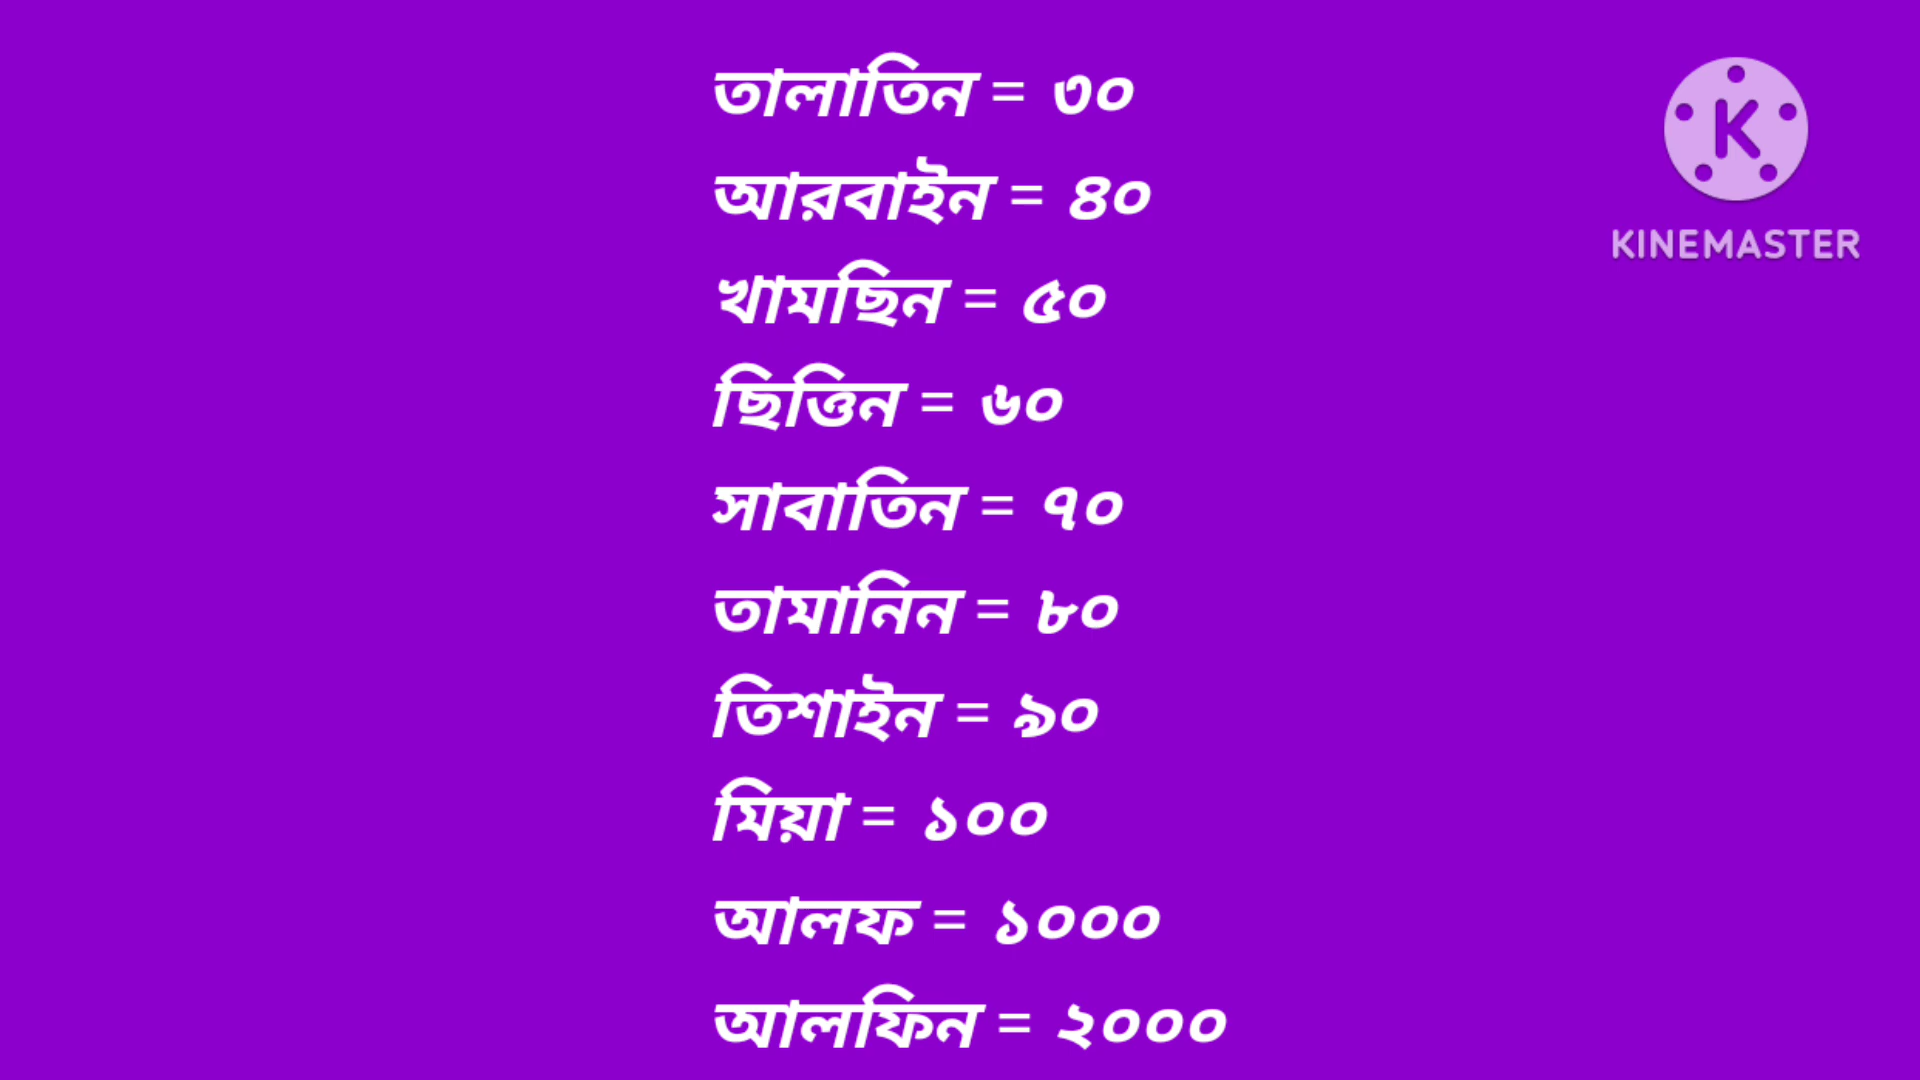 তালাতিন = ৩০
আরবাইন = ৪০
খামছিন = ৫০
ছিত্তিন = ৬০
সাবাতিন = ৭০
তামানিন = ৮০
তিশাইন = ৯০
মিয়া = ১০০
আলফ = ১০০০
আলফিন = ২০০০
K
KINEMASTER